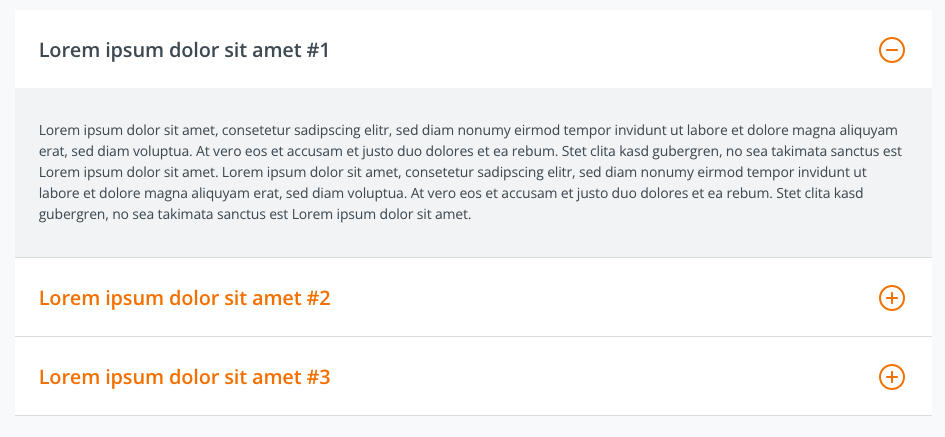 Lorem ipsum dolor sit amet #1
Lorem ipsum dolor sit amet, consetetur sadipscing elitr, sed diam nonumy eirmod tempor invidunt ut labore et dolore magna aliquyam
erat, sed diam voluptua. At vero eos et accusam et justo duo dolores et ea rebum. Stet clita kasd gubergren, no sea takimata sanctus est
Lorem ipsum dolor sit amet. Lorem ipsum dolor sit amet, consetetur sadipscing elitr, sed diam nonumy eirmod tempor invidunt ut
labore et dolore magna aliquyam erat, sed diam voluptua. At vero eos et accusam et justo duo dolores et ea rebum. Stet clita kasd
gubergren, no sea takimata sanctus est Lorem ipsum dolor sit amet.
Lorem ipsum dolor sit amet #2
Lorem ipsum dolor sit amet #3